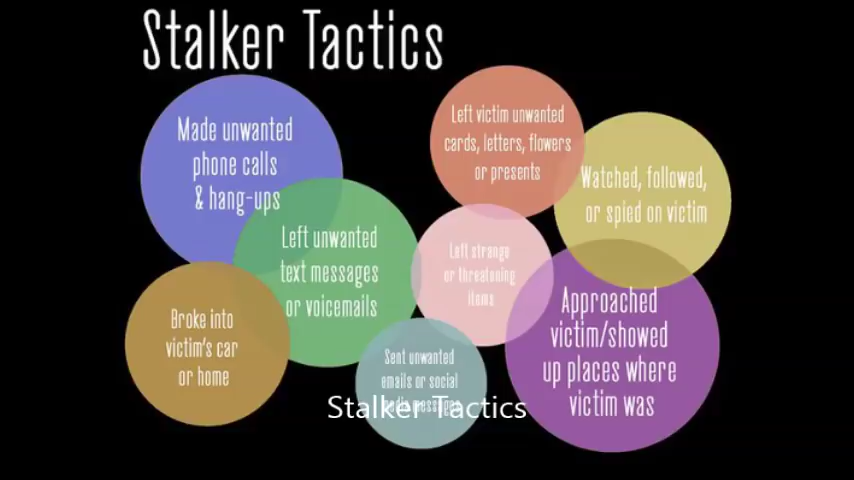 Stalker Tactics
Made unwanted
phone calls
& hang-ups
Left victim unwanted
cards, letters, flowers
or presents
Watched, followed,
or spied on victim
Left unwanted
text messages
or voicemails
Left strange
or threatening
items
Approached
victim/showed
up places where
victim was
Broke into
victim's car
or home
Sent unwanted
emails or social
media messages
Stalker Tactics